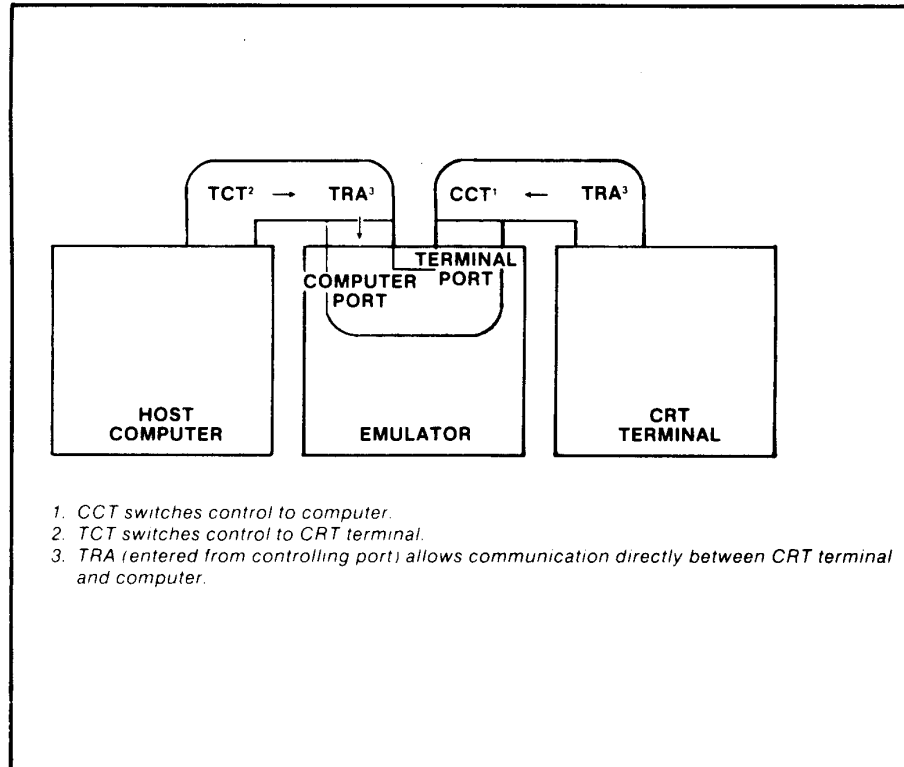 TCT² → TRA³ CCT¹ ← TRA³
COMPUTER
PORT
TERMINAL
PORT
HOST
COMPUTER
EMULATOR
CRT
TERMINAL
1. CCT switches control to computer.
2. TCT switches control to CRT terminal.
3. TRA (entered from controlling port) allows communication directly between CRT terminal
and computer.